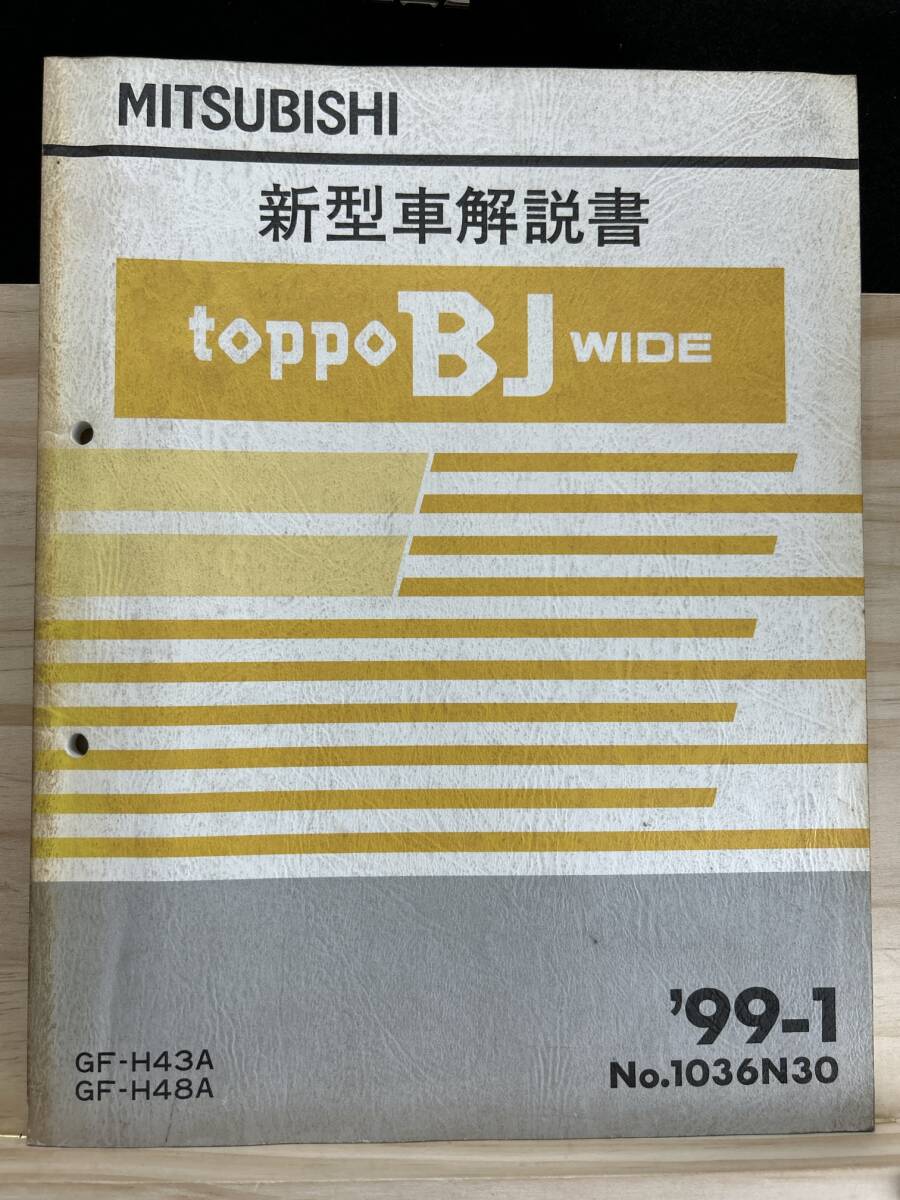 MITSUBISHI
新型車解説書
toppo BJ WIDE
'99-1
GF-H43A
GF-H48A
No.1036N30